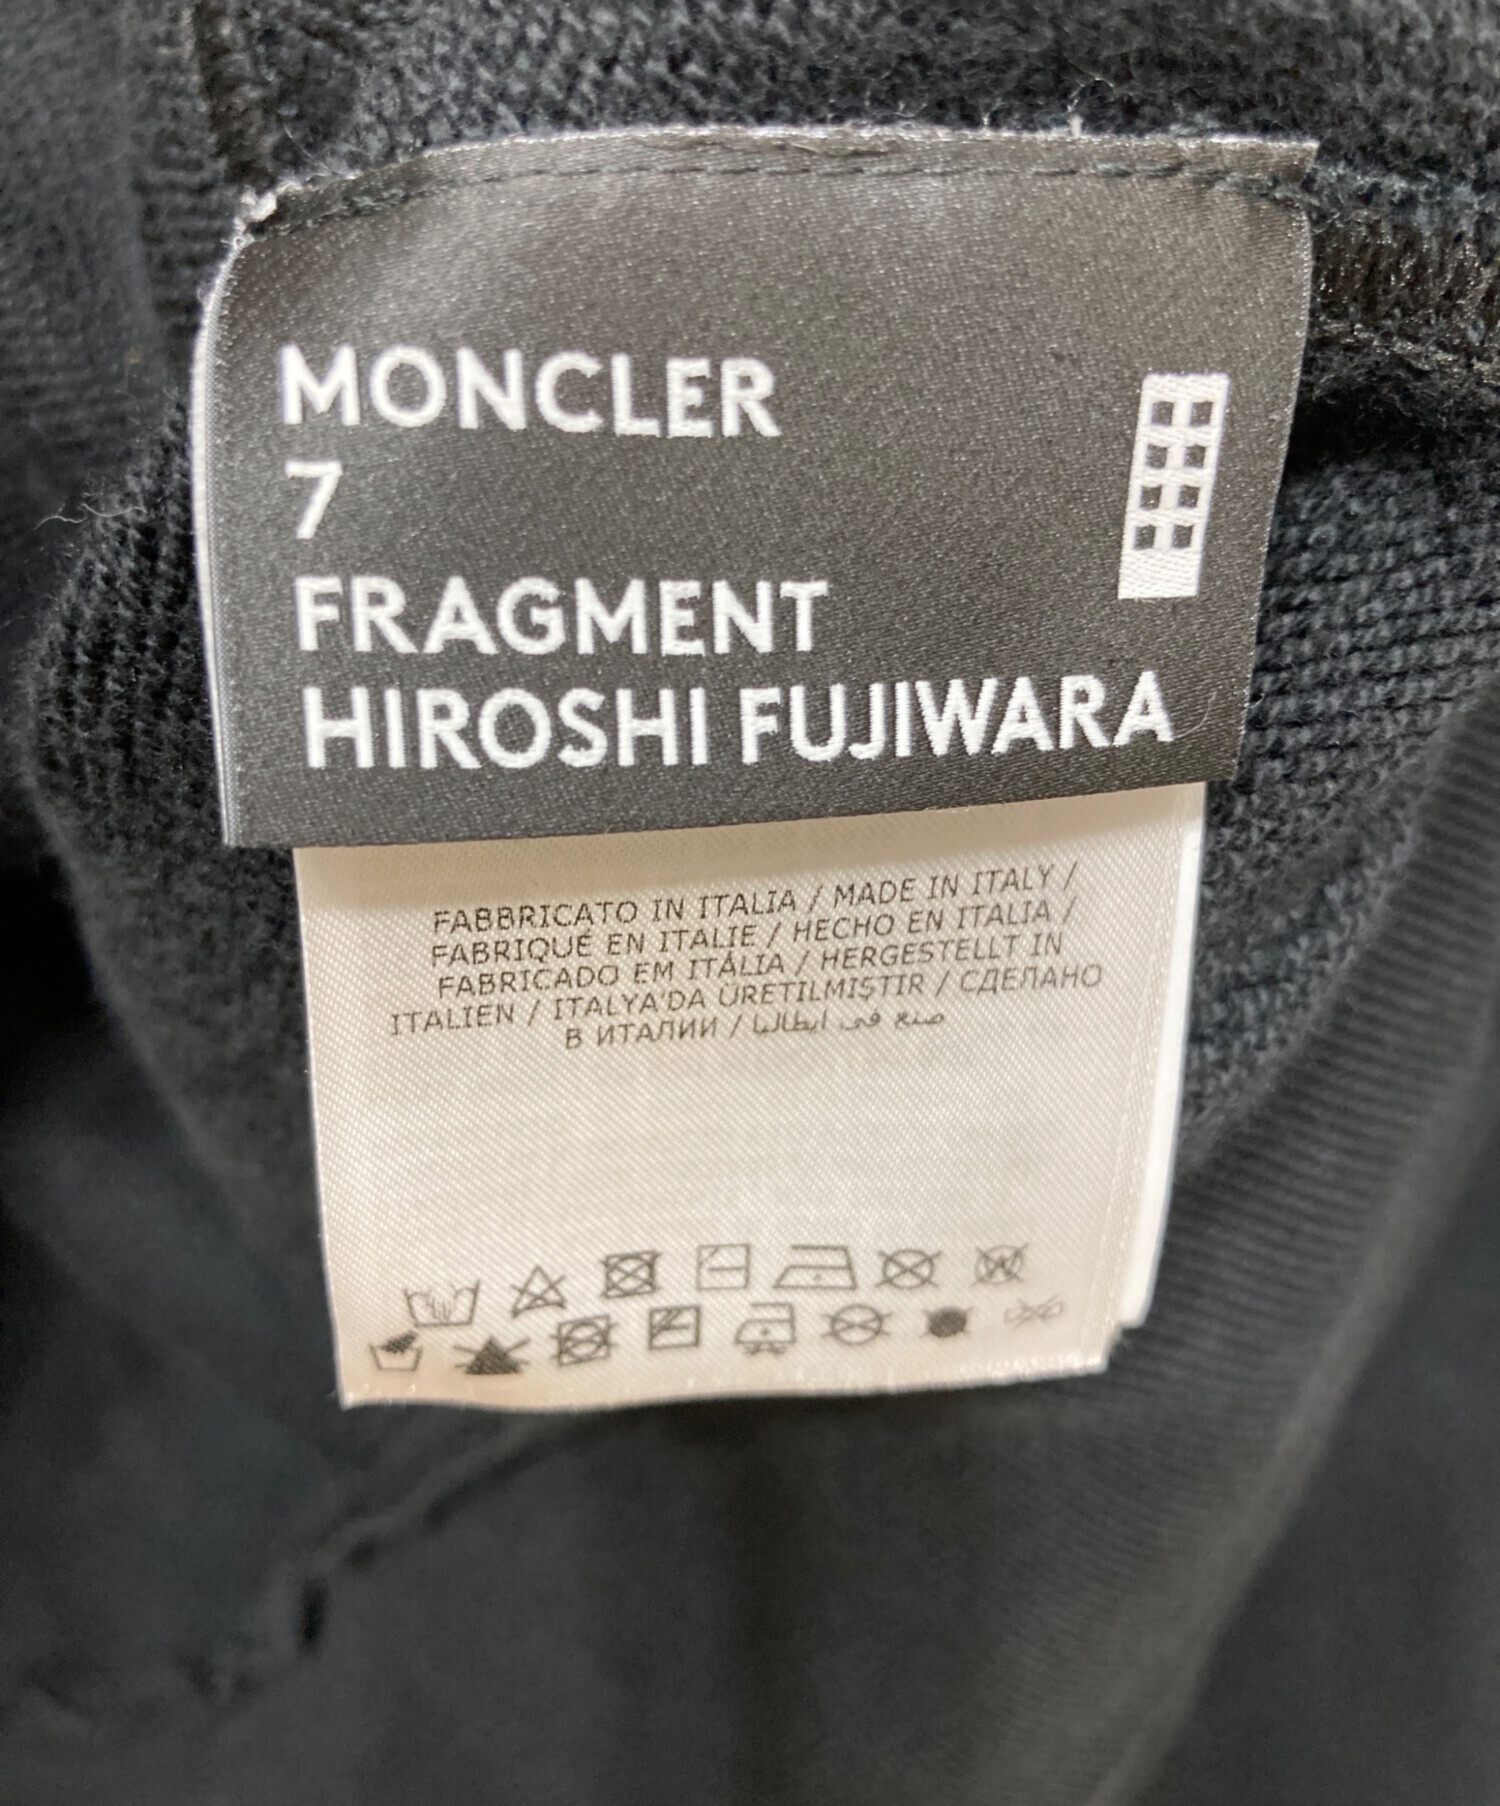 MONCLER
7
FRAGMENT
HIROSHI FUJIWARA
FABBRICATO IN ITALIA / MADE IN ITALY /
FABRIQUÉ EN ITALIE / HECHO EN ITALIA /
FABRICADO EM ITÁLIA / HERGESTELLT IN
ITALIEN / ITALYA'DA ÜRETILMIŞTIR / СДЕЛАНО
В ИТАЛИИ / صنع في ايطاليا
W